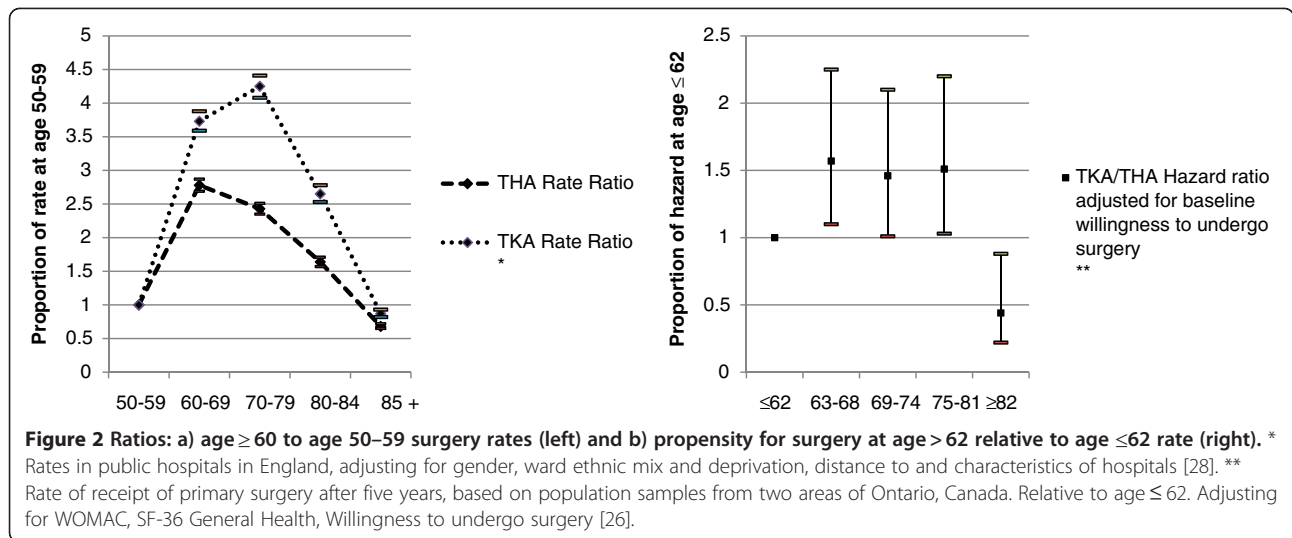 Proportion of rate at age 50-59
5
4.5
4
3.5
3
2.5
2
1.5
1
0.5
0
50-59 60-69 70-79 80-84 85 +
THA Rate Ratio
TKA Rate Ratio
*
Proportion of hazard at age ≤ 62
2.5
2
1.5
1
0.5
0
≤62 63-68 69-74 75-81 ≥82
TKA/THA Hazard ratio
adjusted for baseline
willingness to undergo
surgery
**
Figure 2 Ratios: a) age ≥ 60 to age 50–59 surgery rates (left) and b) propensity for surgery at age > 62 relative to age ≤62 rate (right). *
Rates in public hospitals in England, adjusting for gender, ward ethnic mix and deprivation, distance to and characteristics of hospitals [28]. **
Rate of receipt of primary surgery after five years, based on population samples from two areas of Ontario, Canada. Relative to age ≤ 62. Adjusting
for WOMAC, SF-36 General Health, Willingness to undergo surgery [26].